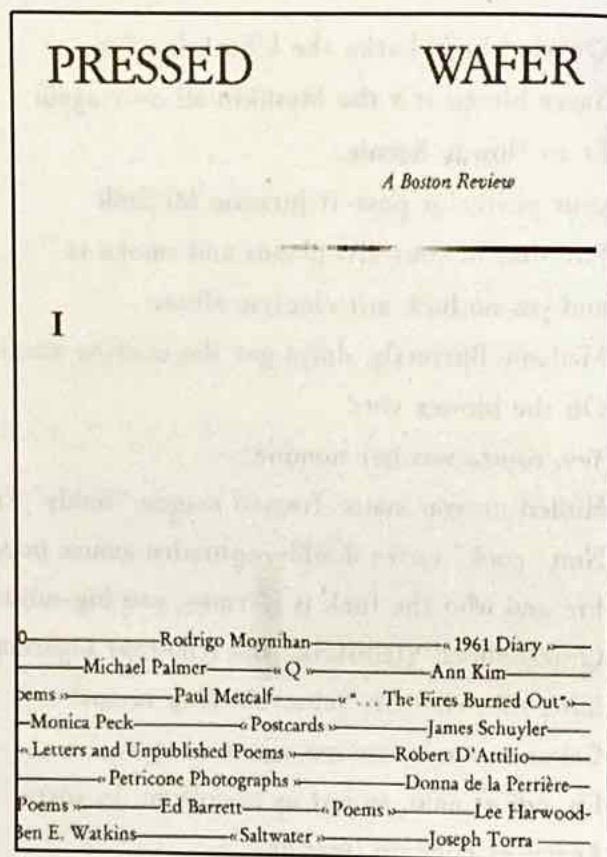 PRESSED WAFER
A Boston Review
I
Rodrigo Moynihan « 1961 Diary »
Michael Palmer « Q » Ann Kim
oems » Paul Metcalf « "... The Fires Burned Out" »
Monica Peck « Postcards » James Schuyler
« Letters and Unpublished Poems » Robert D'Attilio
« Petricone Photographs » Donna de la Perrière
Poems » Ed Barrett « Poems » Lee Harwood
Ben E. Watkins « Saltwater » Joseph Torra